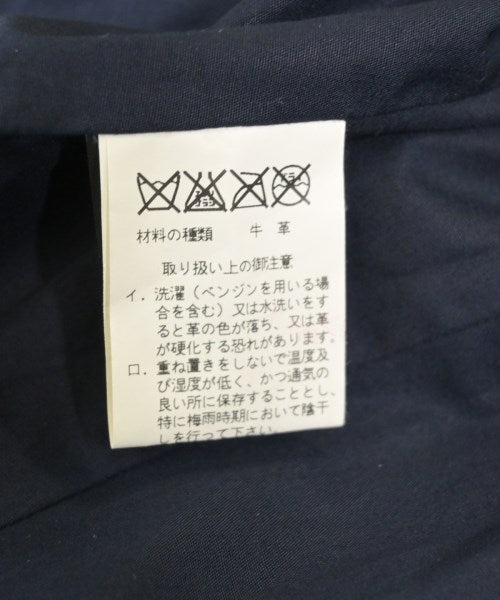 材料の種類　牛 革
取り扱い上の御注意
イ．洗濯（ベンジンを用いる場
合を含む）又は水洗いをす
ると革の色が落ち、又は革
が硬化する恐れがあります．
ロ．重ね置きをしないで温度及
び湿度が低く、かつ通気の
良い所に保存することとし、
特に梅雨時期において陰干
しを行って下さい．